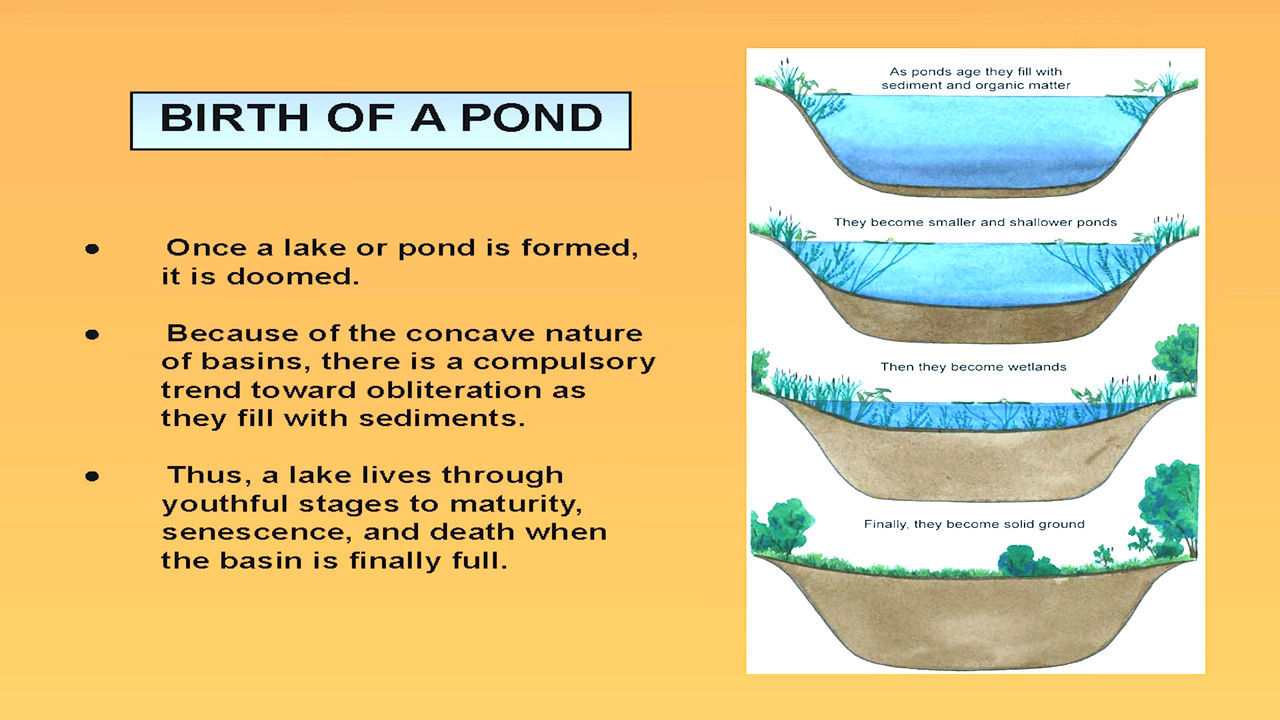 BIRTH OF A POND
• Once a lake or pond is formed,
it is doomed.
• Because of the concave nature
of basins, there is a compulsory
trend toward obliteration as
they fill with sediments.
• Thus, a lake lives through
youthful stages to maturity,
senescence, and death when
the basin is finally full.
As ponds age they fill with
sediment and organic matter
They become smaller and shallower ponds
Then they become wetlands
Finally, they become solid ground